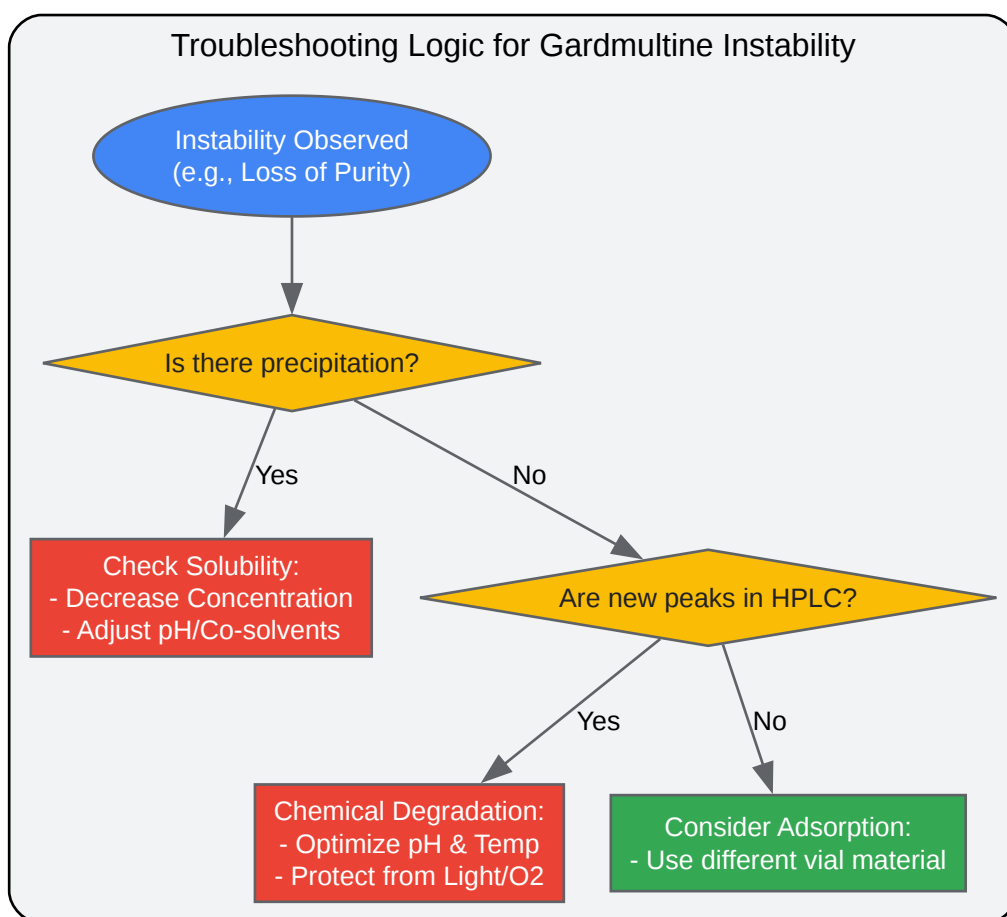 Troubleshooting Logic for Gardmultine Instability
Instability Observed
(e.g., Loss of Purity)
Is there precipitation?
Yes
No
Check Solubility:
- Decrease Concentration
- Adjust pH/Co-solvents
Are new peaks in HPLC?
Yes
No
Chemical Degradation:
- Optimize pH & Temp
- Protect from Light/O2
Consider Adsorption:
- Use different vial material